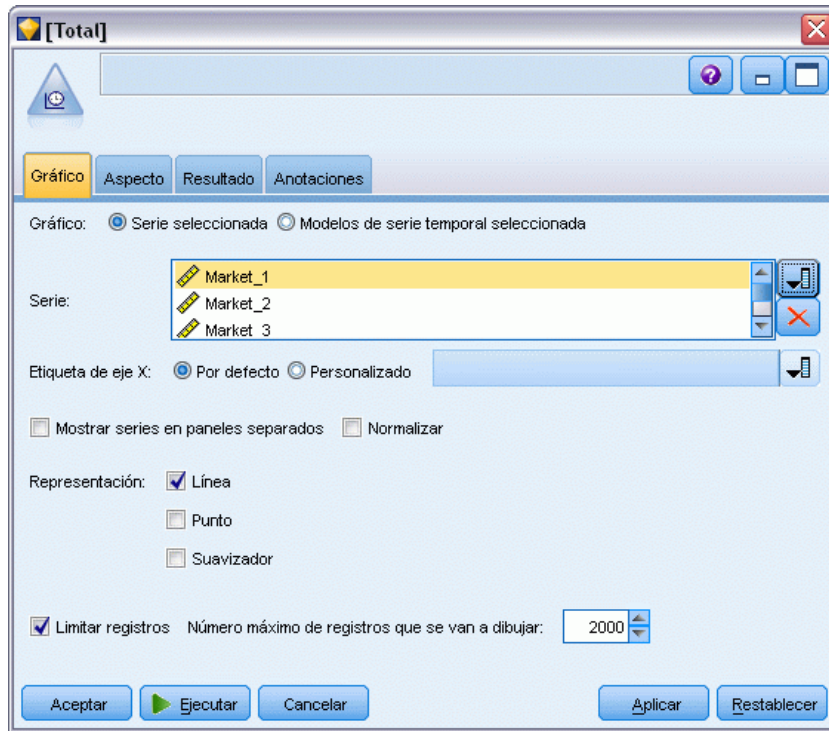 [Total]
Gráfico Aspecto Resultado Anotaciones
Gráfico: Serie seleccionada Modelos de serie temporal seleccionada
Serie:
Market_1
Market_2
Market_3
Etiqueta de eje X: Por defecto Personalizado
Mostrar series en paneles separados Normalizar
Representación: Línea
Punto
Suavizador
Limitar registros Número máximo de registros que se van a dibujar: 2000
Aceptar Ejecutar Cancelar Aplicar Restablecer